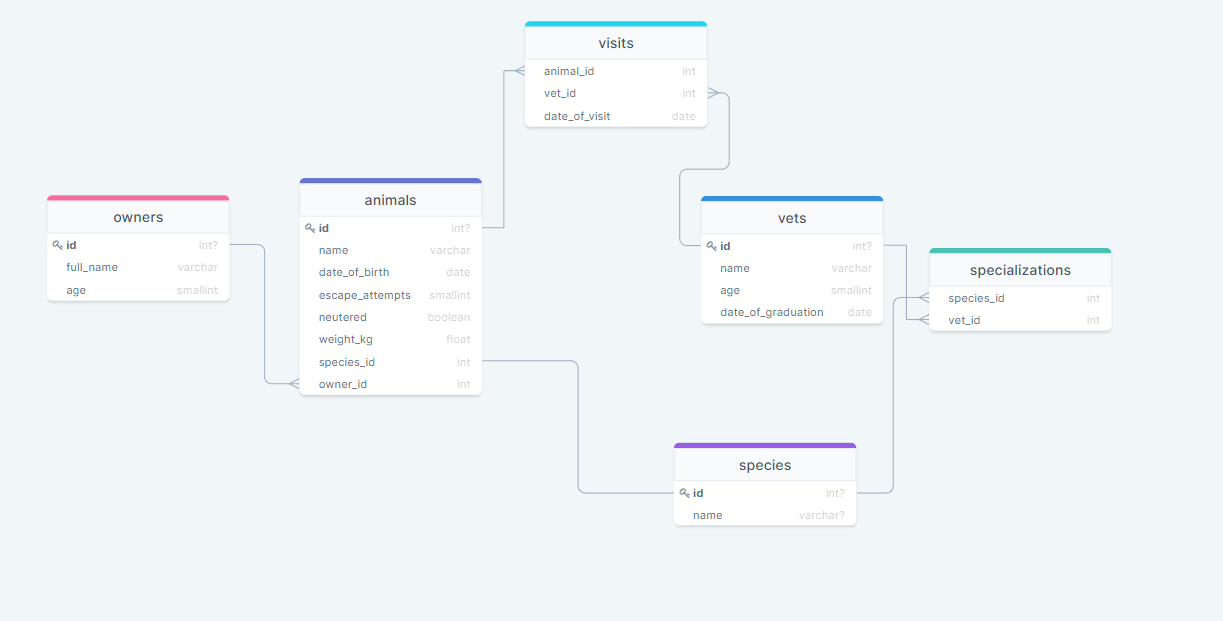 visits
animal_id int
vet_id int
date_of_visit date
owners
id int?
full_name varchar
age smallint
animals
id int?
name varchar
date_of_birth date
escape_attempts smallint
neutered boolean
weight_kg float
species_id int
owner_id int
vets
id int?
name varchar
age smallint
date_of_graduation date
specializations
species_id int
vet_id int
species
id int?
name varchar?